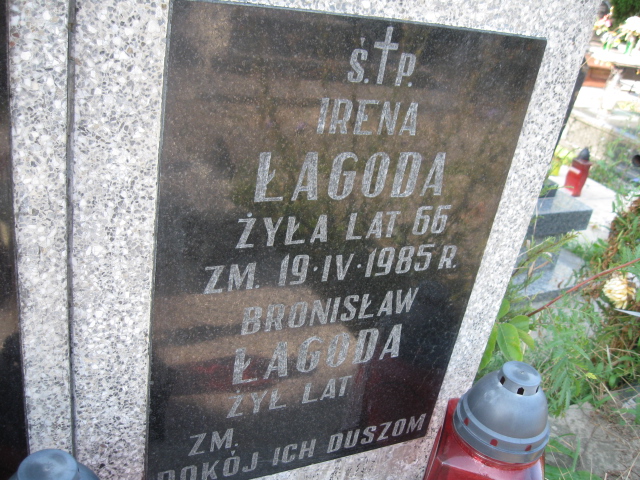 Ś.†P.
IRENA
ŁAGODA
ŻYŁA LAT 66
ZM. 19·IV·1985 R.
BRONISŁAW
ŁAGODA
ŻYŁ LAT
ZM.
POKÓJ ICH DUSZOM